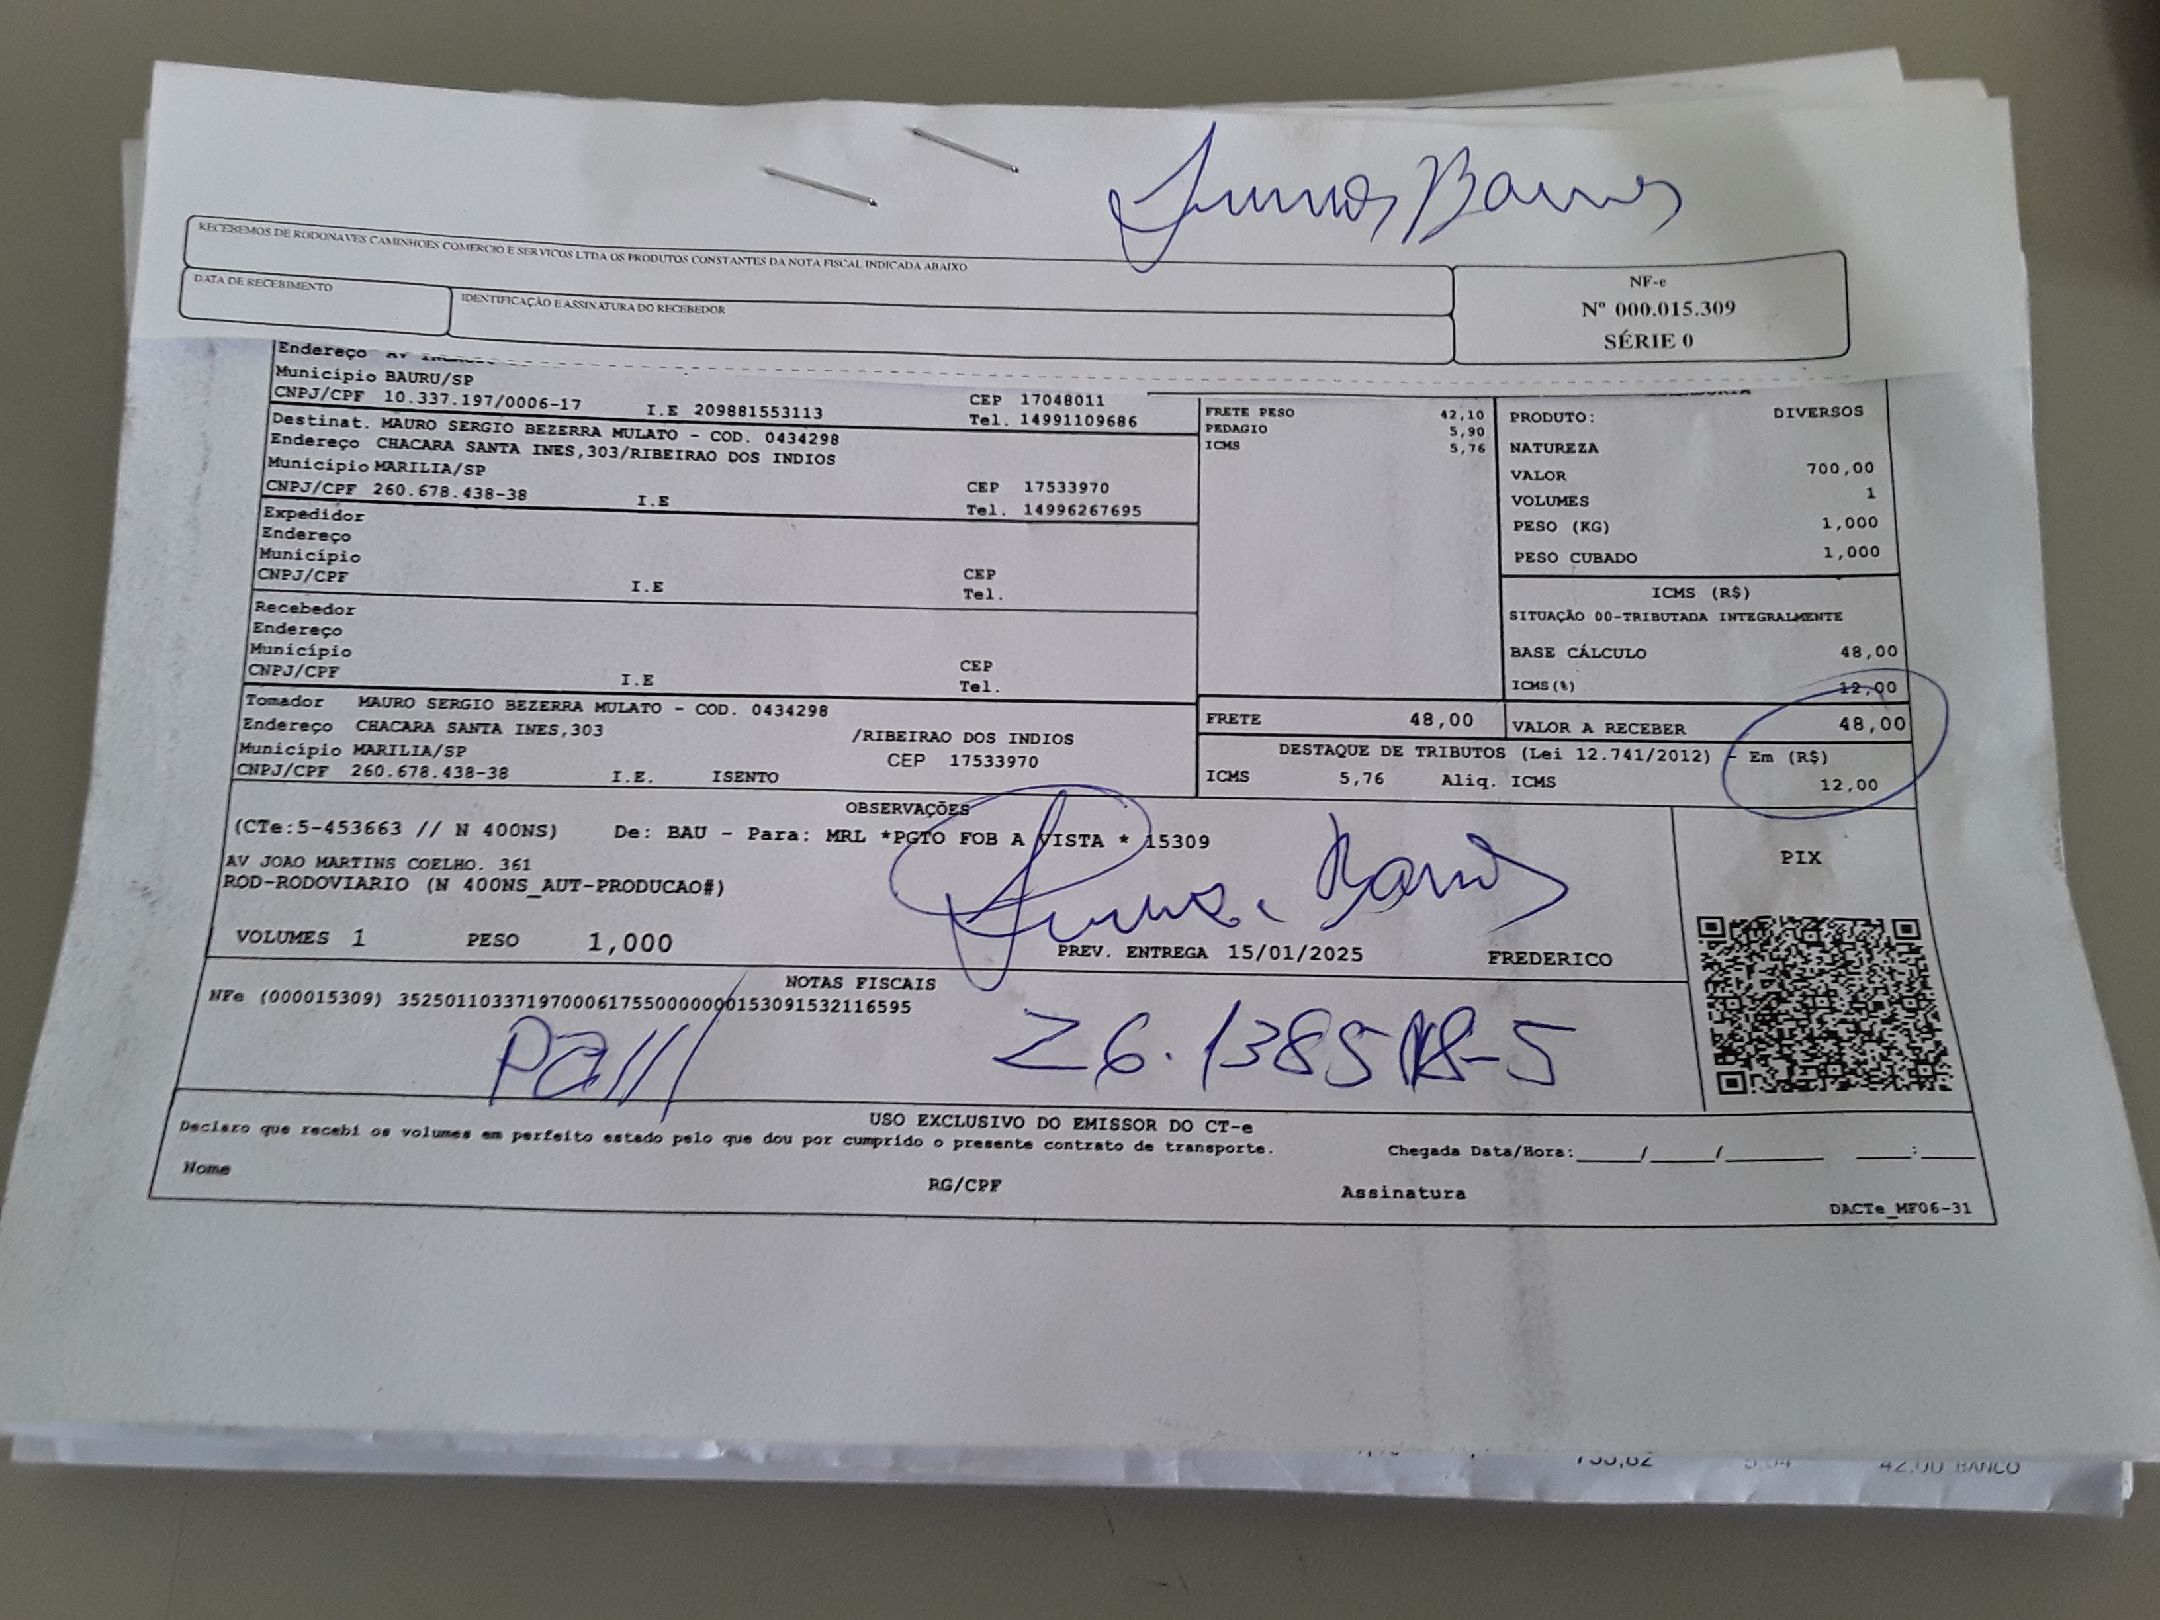 RECEBEMOS DE RODONAVES CAMINHOES COMERCIO E SERVICOS LTDA OS PRODUTOS CONSTANTES DA NOTA FISCAL INDICADA ABAIXO
DATA DE RECEBIMENTO
IDENTIFICAÇÃO E ASSINATURA DO RECEBEDOR
NF-e
Nº 000.015.309
SÉRIE 0
Endereço AV
Município BAURU/SP
CEP 17048011
CNPJ/CPF 10.337.197/0006-17 I.E 209881553113 Tel. 14991109686
Destinat. MAURO SERGIO BEZERRA MULATO - COD. 0434298
Endereço CHACARA SANTA INES,303/RIBEIRAO DOS INDIOS
Município MARILIA/SP CEP 17533970
CNPJ/CPF 260.678.438-38 I.E Tel. 14996267695
Expedidor
Endereço
Município CEP
CNPJ/CPF I.E Tel.
Recebedor
Endereço
Município CEP
CNPJ/CPF I.E Tel.
Tomador MAURO SERGIO BEZERRA MULATO - COD. 0434298
Endereço CHACARA SANTA INES,303 /RIBEIRAO DOS INDIOS
Município MARILIA/SP CEP 17533970
CNPJ/CPF 260.678.438-38 I.E. ISENTO
FRETE PESO 42,10
PEDAGIO 5,90
ICMS 5,76
PRODUTO: DIVERSOS
NATUREZA
VALOR 700,00
VOLUMES 1
PESO (KG) 1,000
PESO CUBADO 1,000
ICMS (R$)
SITUAÇÃO 00-TRIBUTADA INTEGRALMENTE
BASE CÁLCULO 48,00
ICMS(%) 12,00
FRETE 48,00 VALOR A RECEBER 48,00
DESTAQUE DE TRIBUTOS (Lei 12.741/2012) - Em (R$)
ICMS 5,76 Aliq. ICMS 12,00
OBSERVAÇÕES
(CTe:5-453663 // N 400NS) De: BAU - Para: MRL *PGTO FOB A VISTA * 15309
AV JOAO MARTINS COELHO. 361
ROD-RODOVIARIO (N 400NS_AUT-PRODUCAO#)
VOLUMES 1 PESO 1,000 PREV. ENTREGA 15/01/2025 FREDERICO
PIX
NOTAS FISCAIS
NFe (000015309) 35250110337197000617550000000153091532116595
USO EXCLUSIVO DO EMISSOR DO CT-e
Declaro que recebi os volumes em perfeito estado pelo que dou por cumprido o presente contrato de transporte.
Chegada Data/Hora:_____/_____/________ ____:____
Nome RG/CPF Assinatura
DACTe_MF06-31
42,00 BANCO